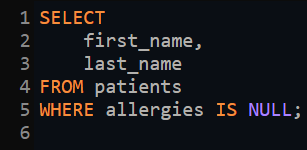 1 SELECT
2     first_name,
3     last_name
4 FROM patients
5 WHERE allergies IS NULL;
6